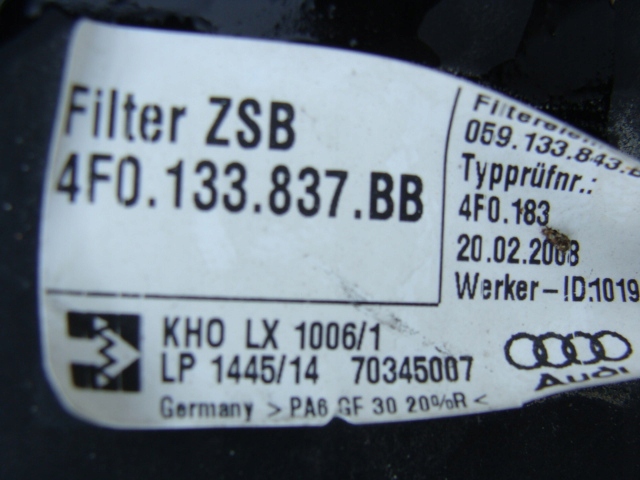 Filter ZSB
4F0.133.837.BB
059.133.843.B
Typprüfnr.:
4F0.183
20.02.2008
Werker-ID:1019
KHO LX 1006/1
LP 1445/14 70345007
Audi
Germany >PA6 GF 30 20%R<